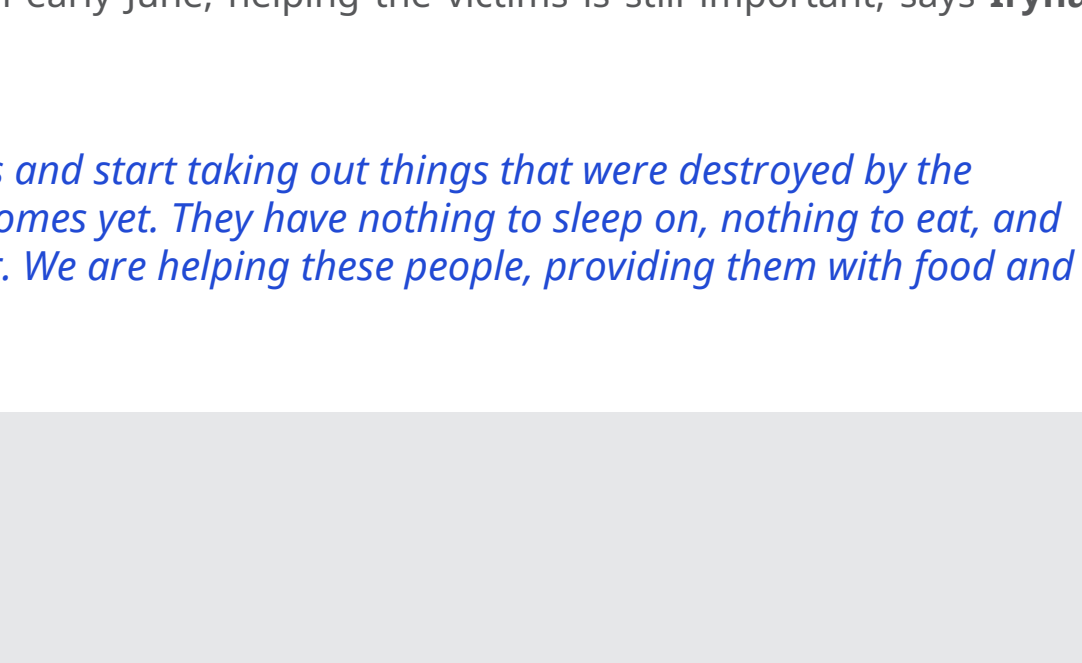 early June, helping the victims is still important, says Iryna
and start taking out things that were destroyed by the
omes yet. They have nothing to sleep on, nothing to eat, and
. We are helping these people, providing them with food and